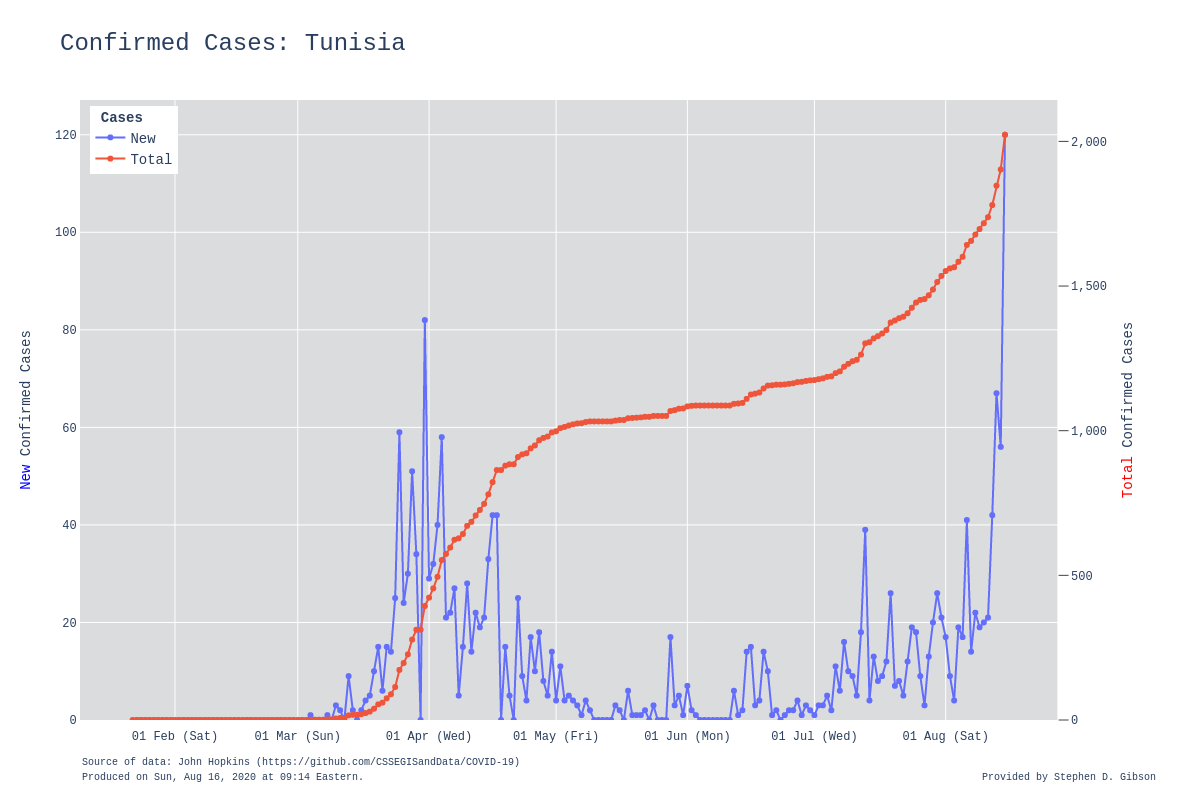 Confirmed Cases: Tunisia
Cases
New
Total
120
100
80
60
40
20
0
2,000
1,500
1,000
500
0
New Confirmed Cases
Total Confirmed Cases
01 Feb (Sat)
01 Mar (Sun)
01 Apr (Wed)
01 May (Fri)
01 Jun (Mon)
01 Jul (Wed)
01 Aug (Sat)
Source of data: John Hopkins (https://github.com/CSSEGISandData/COVID-19)
Produced on Sun, Aug 16, 2020 at 09:14 Eastern.
Provided by Stephen D. Gibson